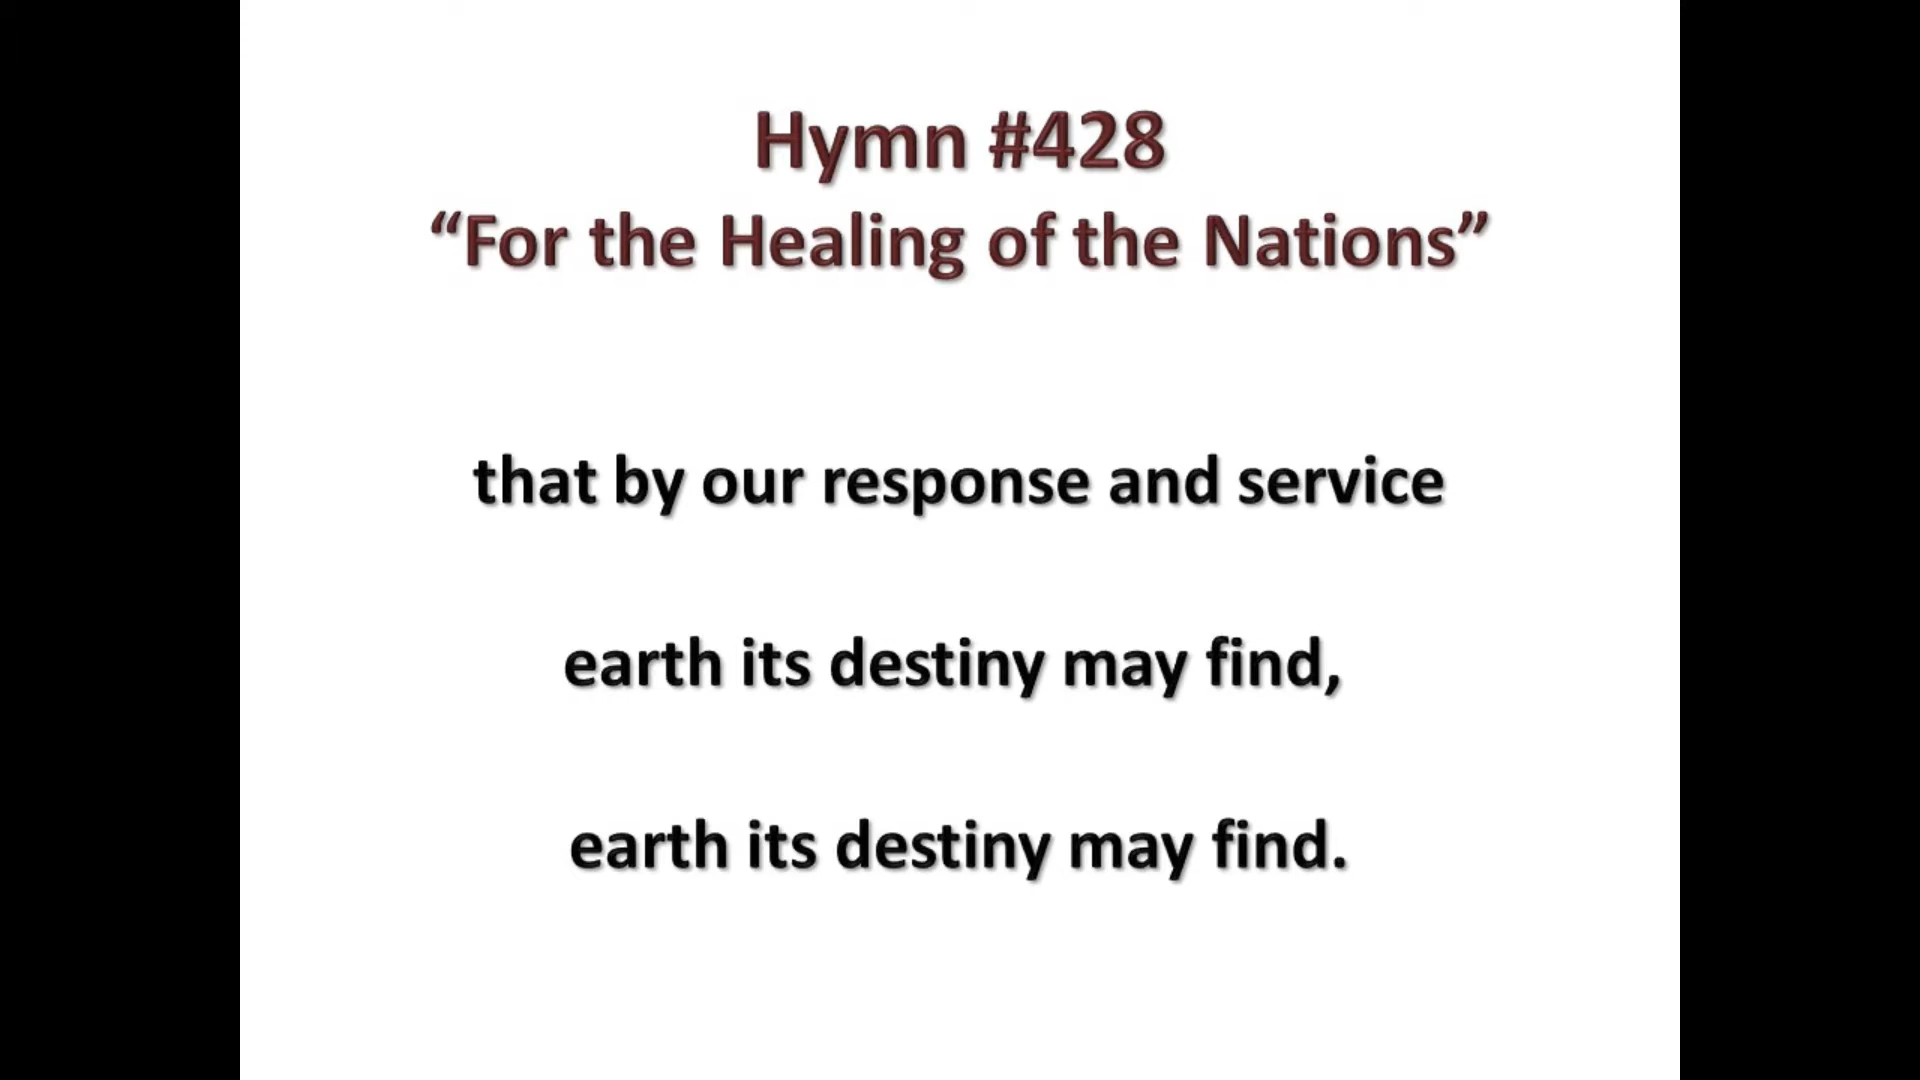 Hymn #428
“For the Healing of the Nations”
that by our response and service
earth its destiny may find,
earth its destiny may find.